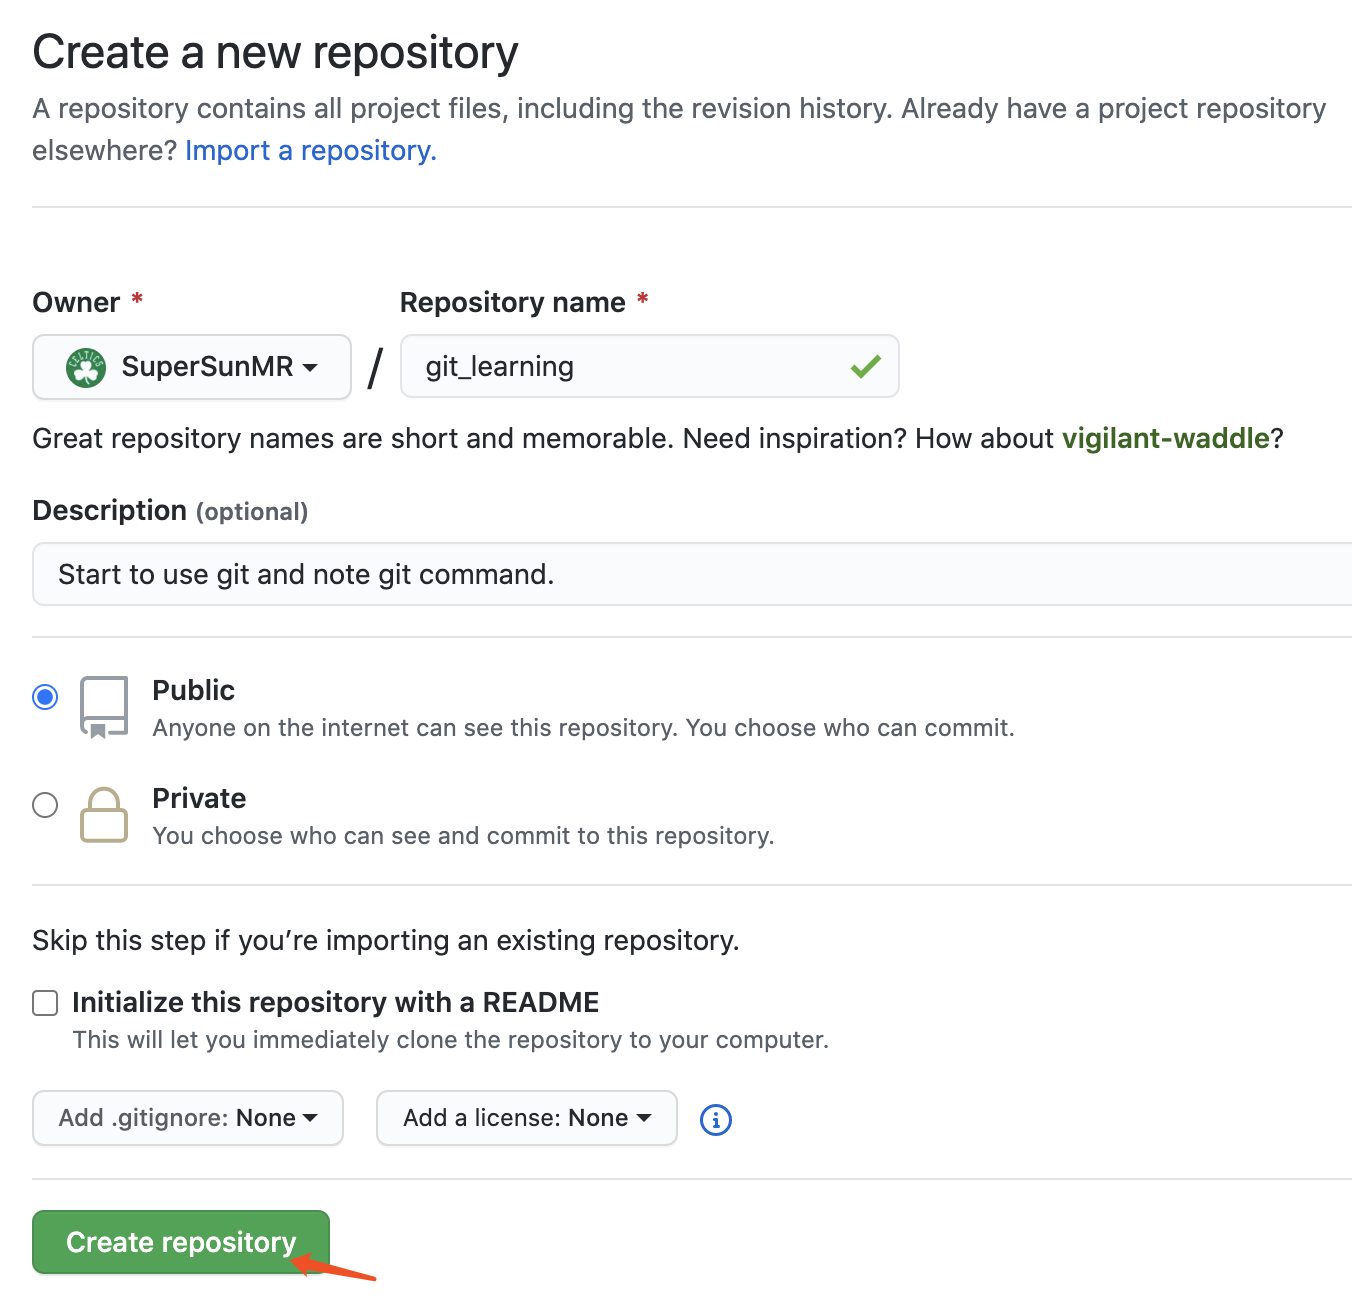 Create a new repository
A repository contains all project files, including the revision history. Already have a project repository
elsewhere? Import a repository.
Owner * Repository name *
CELTICS SuperSunMR / git_learning
Great repository names are short and memorable. Need inspiration? How about vigilant-waddle?
Description (optional)
Start to use git and note git command.
Public
Anyone on the internet can see this repository. You choose who can commit.
Private
You choose who can see and commit to this repository.
Skip this step if you’re importing an existing repository.
Initialize this repository with a README
This will let you immediately clone the repository to your computer.
Add .gitignore: None Add a license: None
Create repository